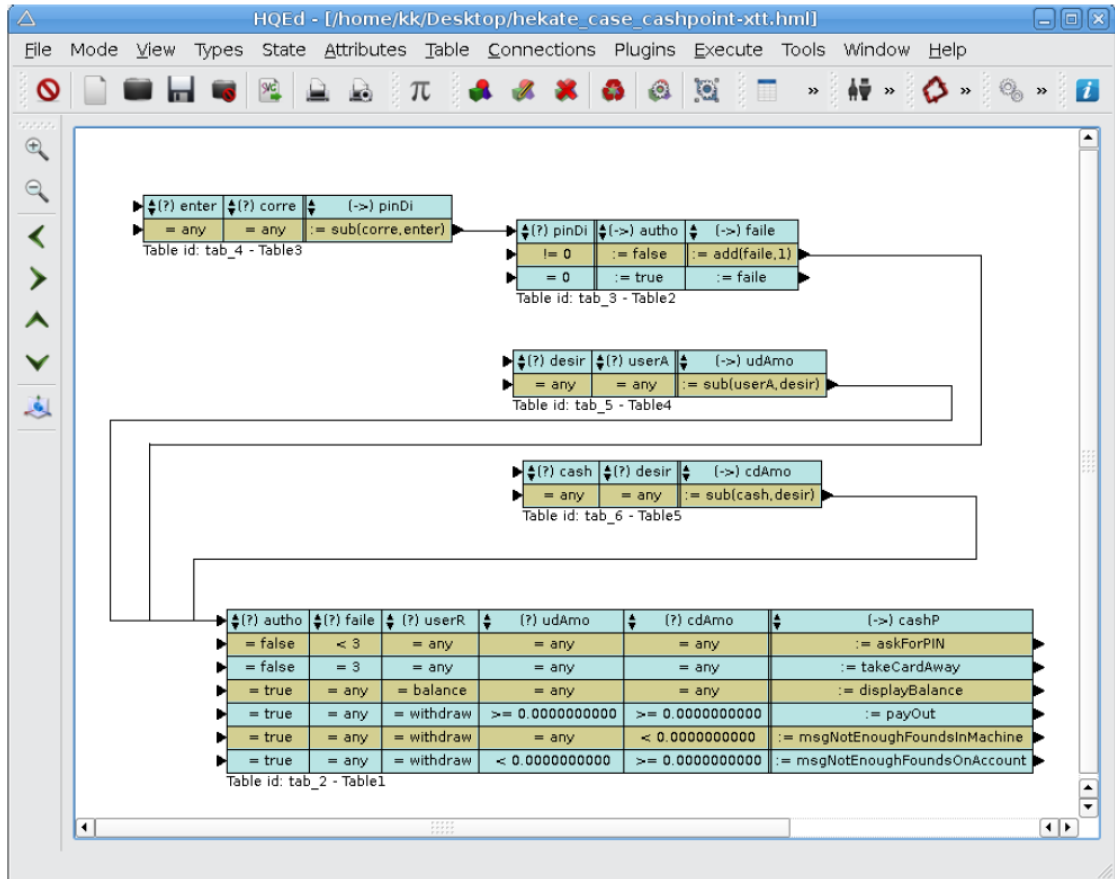 HQEd - [/home/kk/Desktop/hekate_case_cashpoint-xtt.hml]
File Mode View Types State Attributes Table Connections Plugins Execute Tools Window Help
π » » » » i
(?) enter (?) corre (->) pinDi
= any = any := sub(corre,enter)
Table id: tab_4 - Table3
(?) pinDi (->) autho (->) faile
!= 0 := false := add(faile,1)
= 0 := true := faile
Table id: tab_3 - Table2
(?) desir (?) userA (->) udAmo
= any = any := sub(userA,desir)
Table id: tab_5 - Table4
(?) cash (?) desir (->) cdAmo
= any = any := sub(cash,desir)
Table id: tab_6 - Table5
(?) autho (?) faile (?) userR (?) udAmo (?) cdAmo (->) cashP
= false < 3 = any = any = any := askForPIN
= false = 3 = any = any = any := takeCardAway
= true = any = balance = any = any := displayBalance
= true = any = withdraw >= 0.0000000000 >= 0.0000000000 := payOut
= true = any = withdraw = any < 0.0000000000 := msgNotEnoughFoundsInMachine
= true = any = withdraw < 0.0000000000 >= 0.0000000000 := msgNotEnoughFoundsOnAccount
Table id: tab_2 - Table1